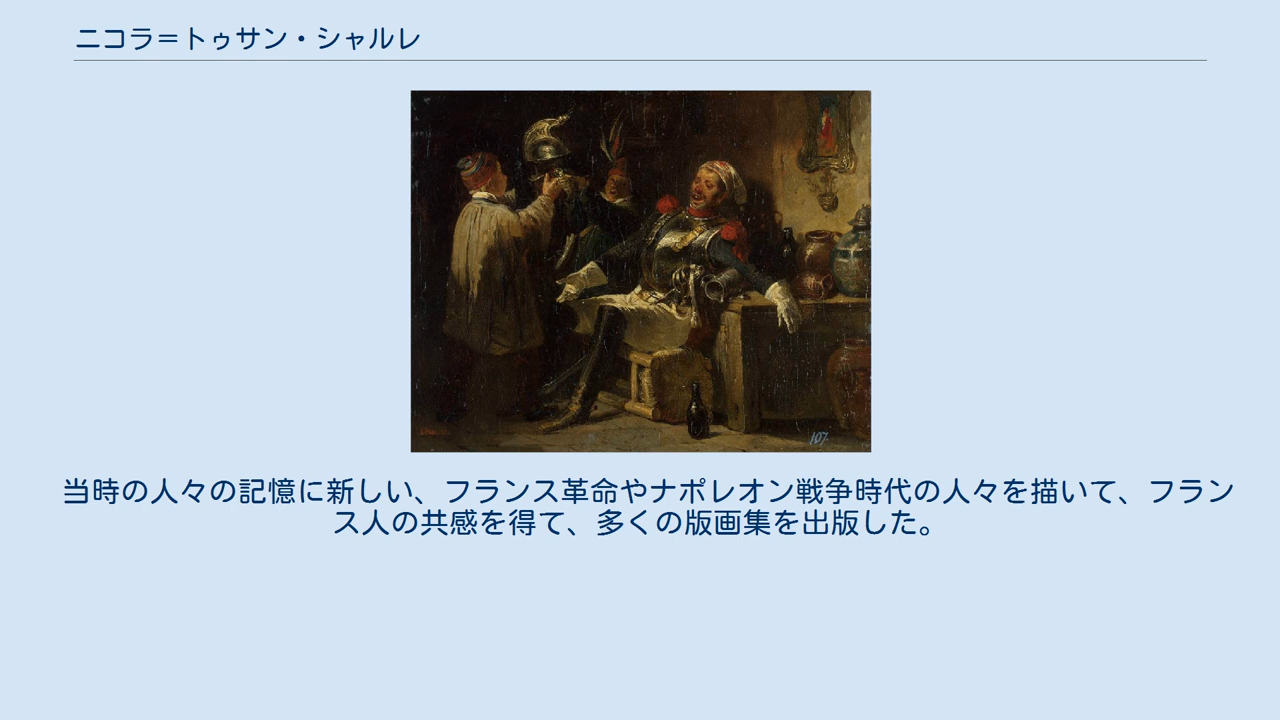 ニコラ＝トゥサン・シャルレ
107.
当時の人々の記憶に新しい、フランス革命やナポレオン戦争時代の人々を描いて、フラン
ス人の共感を得て、多くの版画集を出版した。